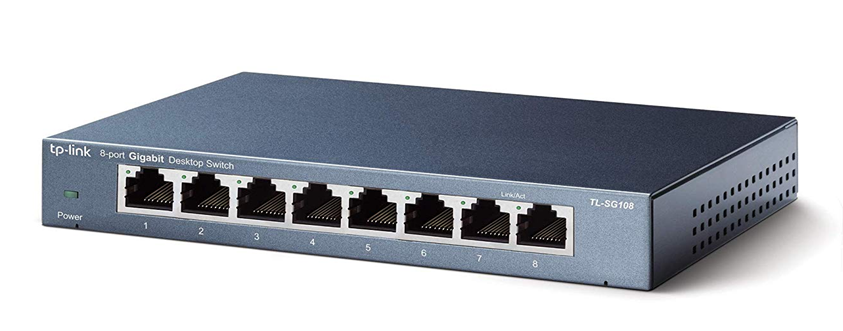 tp-link 8-port Gigabit Desktop Switch
Link/Act
TL-SG108
Power
1 2 3 4 5 6 7 8